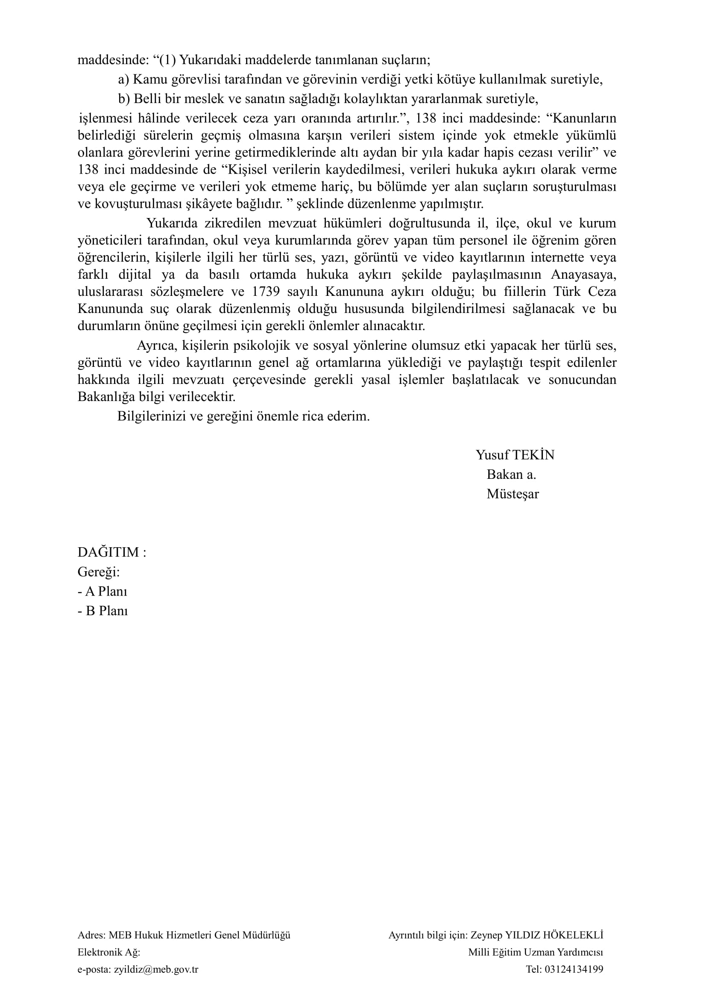 maddesinde: “(1) Yukarıdaki maddelerde tanımlanan suçların;
a) Kamu görevlisi tarafından ve görevinin verdiği yetki kötüye kullanılmak suretiyle,
b) Belli bir meslek ve sanatın sağladığı kolaylıktan yararlanmak suretiyle,
işlenmesi hâlinde verilecek ceza yarı oranında artırılır.”, 138 inci maddesinde: “Kanunların
belirlediği sürelerin geçmiş olmasına karşın verileri sistem içinde yok etmekle yükümlü
olanlara görevlerini yerine getirmediklerinde altı aydan bir yıla kadar hapis cezası verilir” ve
138 inci maddesinde de “Kişisel verilerin kaydedilmesi, verileri hukuka aykırı olarak verme
veya ele geçirme ve verileri yok etmeme hariç, bu bölümde yer alan suçların soruşturulması
ve kovuşturulması şikâyete bağlıdır. ” şeklinde düzenlenme yapılmıştır.
Yukarıda zikredilen mevzuat hükümleri doğrultusunda il, ilçe, okul ve kurum
yöneticileri tarafından, okul veya kurumlarında görev yapan tüm personel ile öğrenim gören
öğrencilerin, kişilerle ilgili her türlü ses, yazı, görüntü ve video kayıtlarının internette veya
farklı dijital ya da basılı ortamda hukuka aykırı şekilde paylaşılmasının Anayasaya,
uluslararası sözleşmelere ve 1739 sayılı Kanununa aykırı olduğu; bu fiillerin Türk Ceza
Kanununda suç olarak düzenlenmiş olduğu hususunda bilgilendirilmesi sağlanacak ve bu
durumların önüne geçilmesi için gerekli önlemler alınacaktır.
Ayrıca, kişilerin psikolojik ve sosyal yönlerine olumsuz etki yapacak her türlü ses,
görüntü ve video kayıtlarının genel ağ ortamlarına yüklediği ve paylaştığı tespit edilenler
hakkında ilgili mevzuatı çerçevesinde gerekli yasal işlemler başlatılacak ve sonucundan
Bakanlığa bilgi verilecektir.
Bilgilerinizi ve gereğini önemle rica ederim.
Yusuf TEKİN
Bakan a.
Müsteşar
DAĞITIM :
Gereği:
- A Planı
- B Planı
Adres: MEB Hukuk Hizmetleri Genel Müdürlüğü
Elektronik Ağ:
e-posta: zyildiz@meb.gov.tr
Ayrıntılı bilgi için: Zeynep YILDIZ HÖKELEKLİ
Milli Eğitim Uzman Yardımcısı
Tel: 03124134199